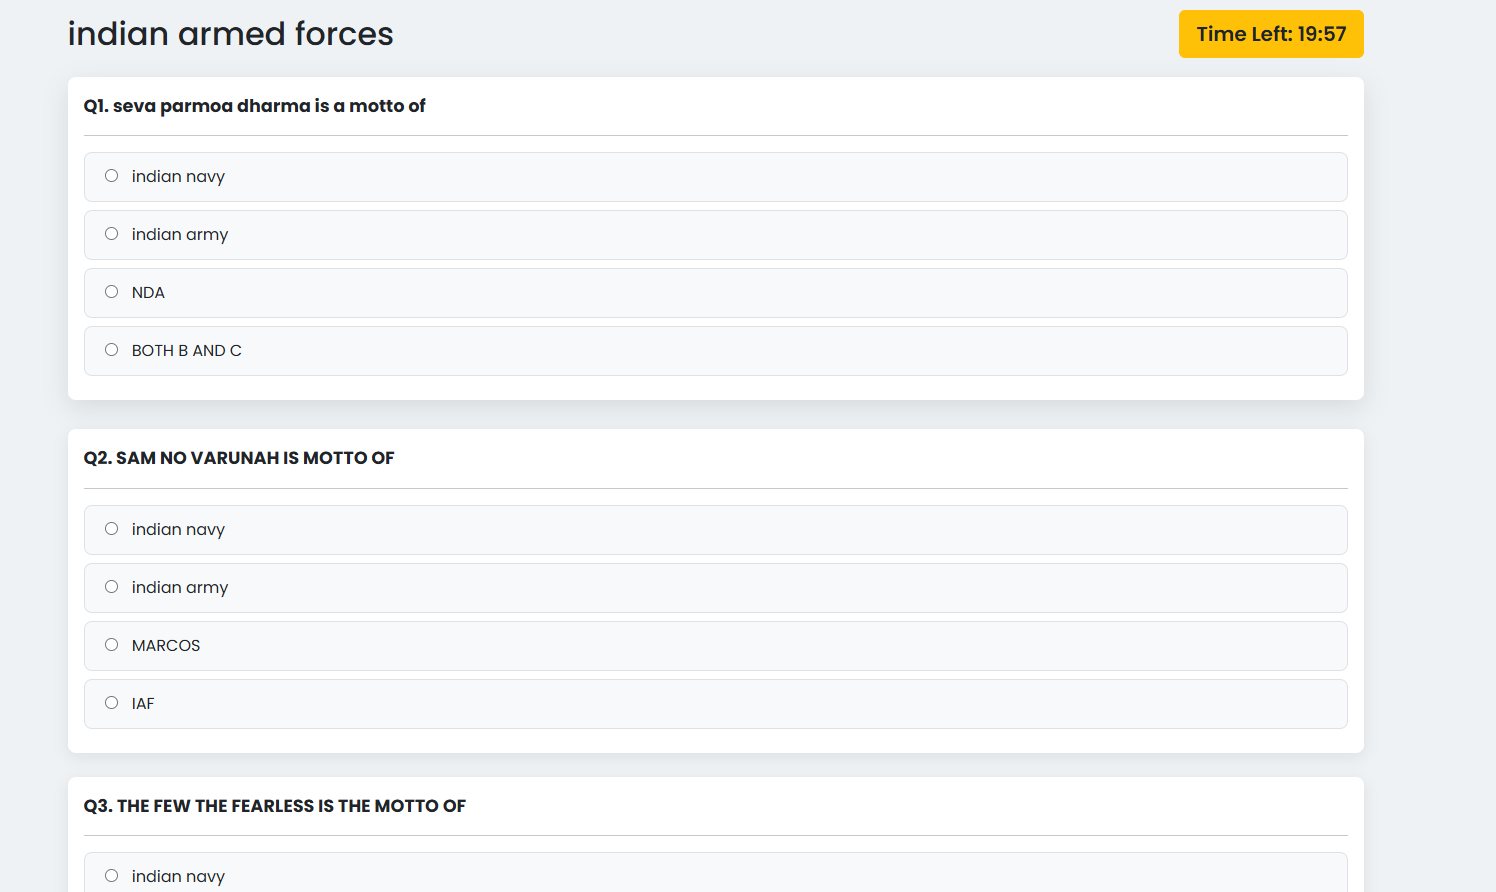 indian armed forces
Time Left: 19:57
Q1. seva parmoa dharma is a motto of
indian navy
indian army
NDA
BOTH B AND C
Q2. SAM NO VARUNAH IS MOTTO OF
indian navy
indian army
MARCOS
IAF
Q3. THE FEW THE FEARLESS IS THE MOTTO OF
indian navy